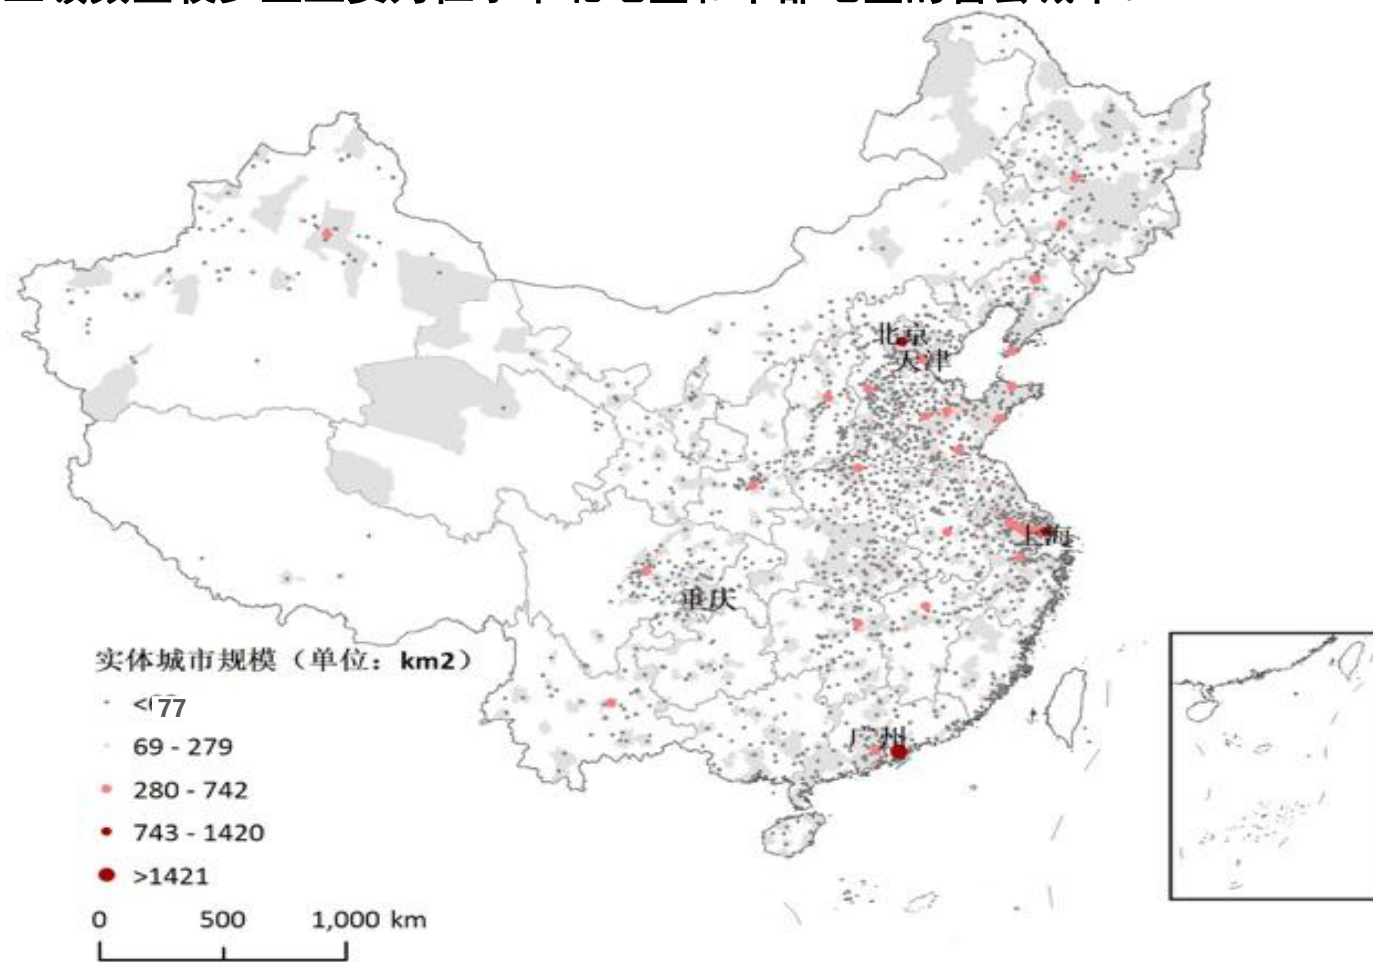 北京
天津
上海
重庆
广州
实体城市规模（单位：km2）
<77
69 - 279
280 - 742
743 - 1420
>1421
0 500 1,000 km